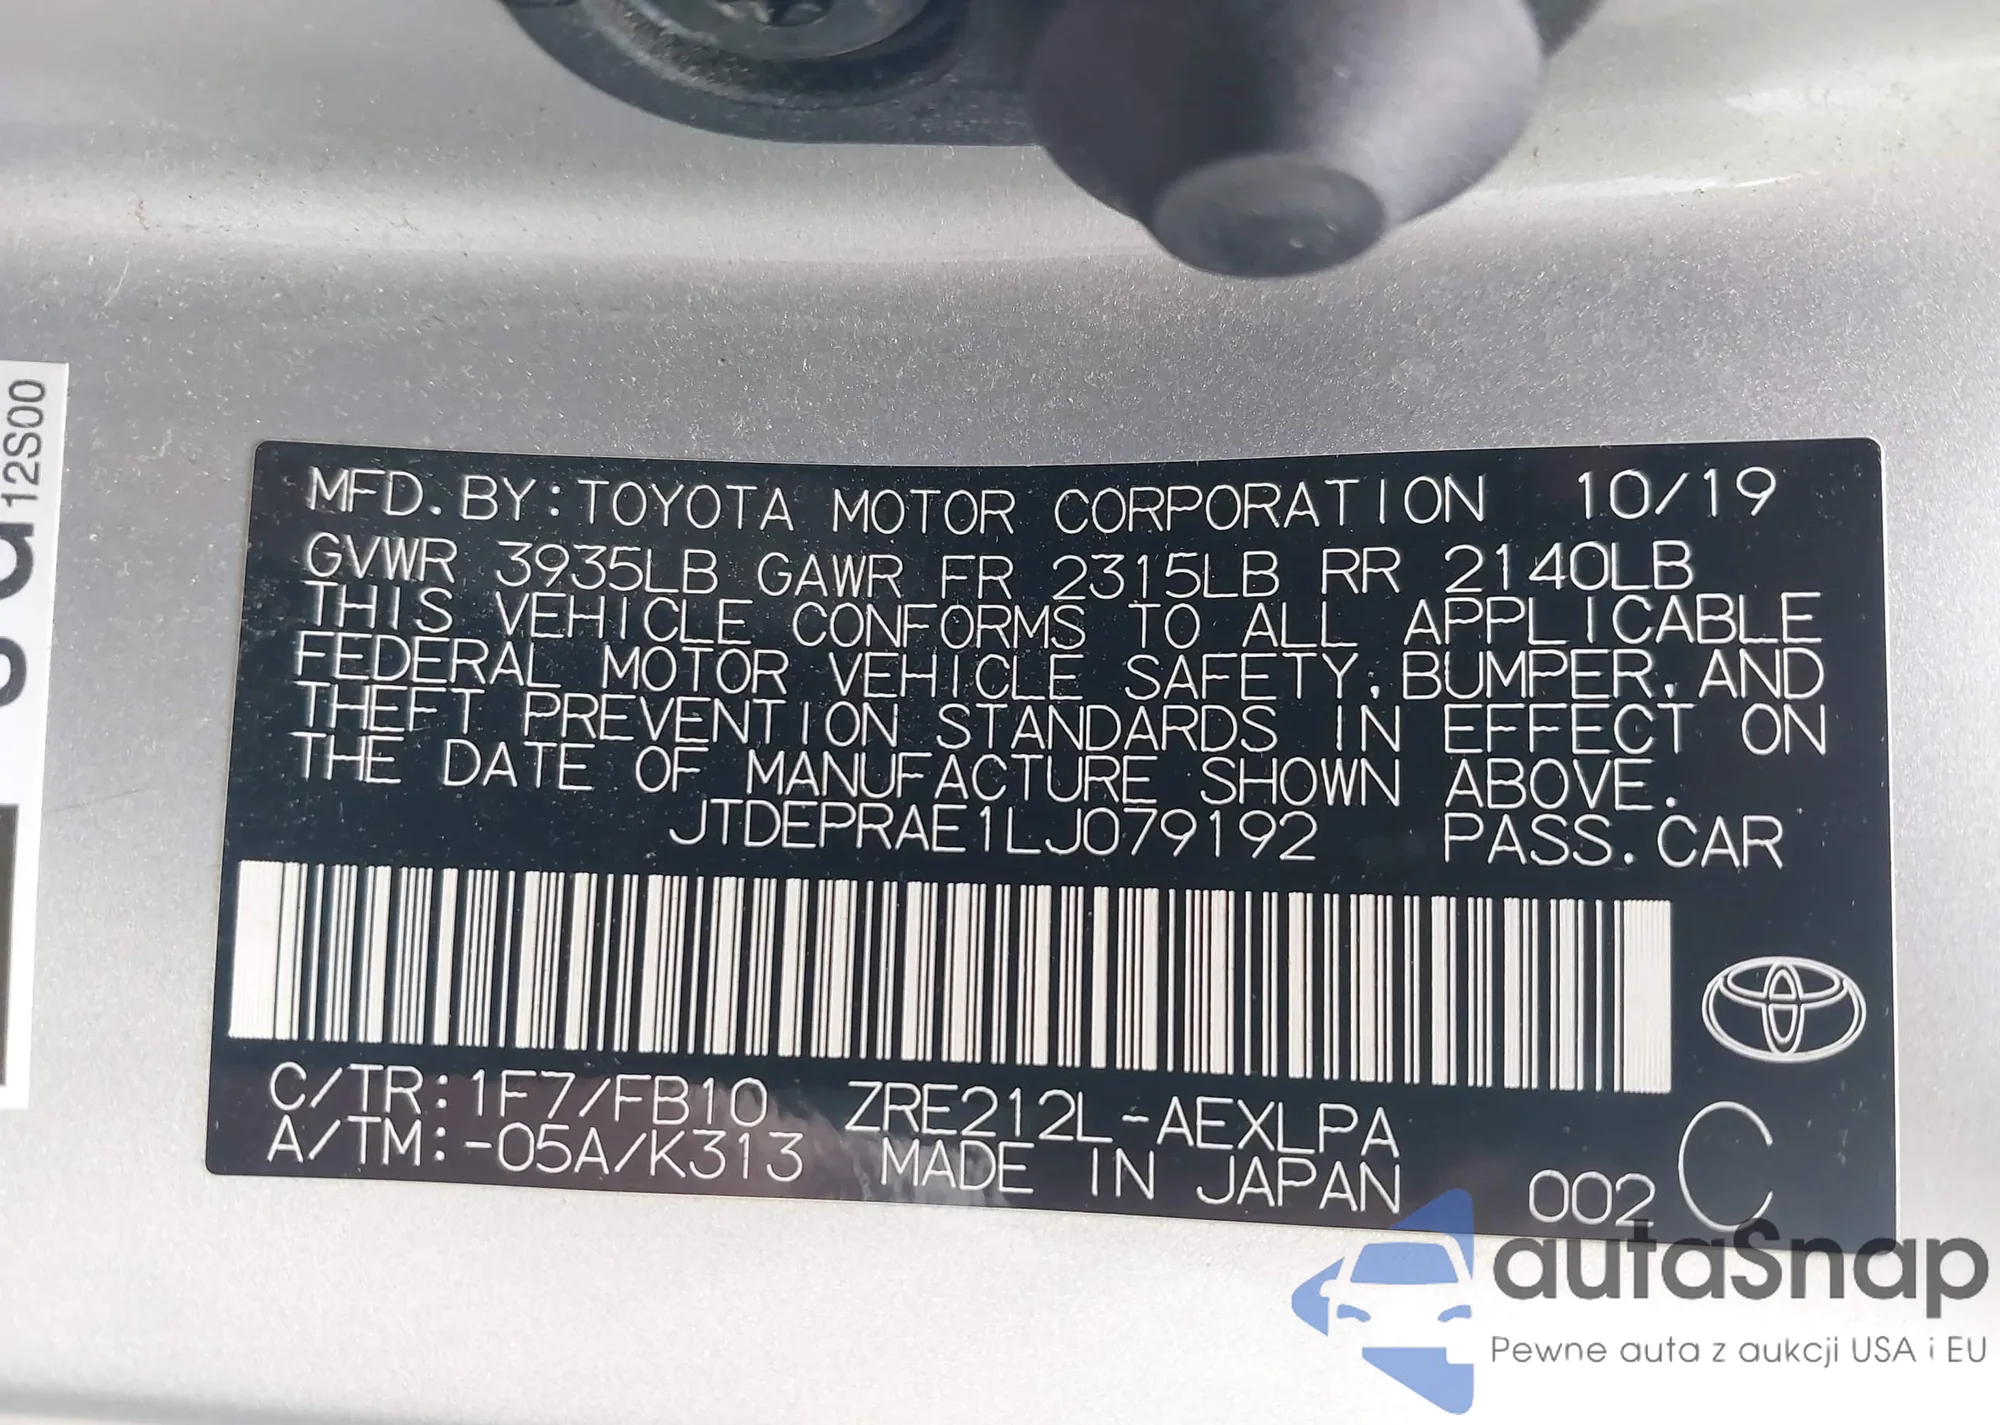 12S00
MFD. BY: TOYOTA MOTOR CORPORATION 10/19
GVWR 3935LB GAWR FR 2315LB RR 2140LB
THIS VEHICLE CONFORMS TO ALL APPLICABLE
FEDERAL MOTOR VEHICLE SAFETY, BUMPER, AND
THEFT PREVENTION STANDARDS IN EFFECT ON
THE DATE OF MANUFACTURE SHOWN ABOVE.
JTDEPRAE1LJ079192 PASS. CAR
C/TR: 1F7/FB10 ZRE212L-AEXLPA
A/TM: -05A/K313 MADE IN JAPAN 002 C
autaSnap
Pewne auta z aukcji USA i EU